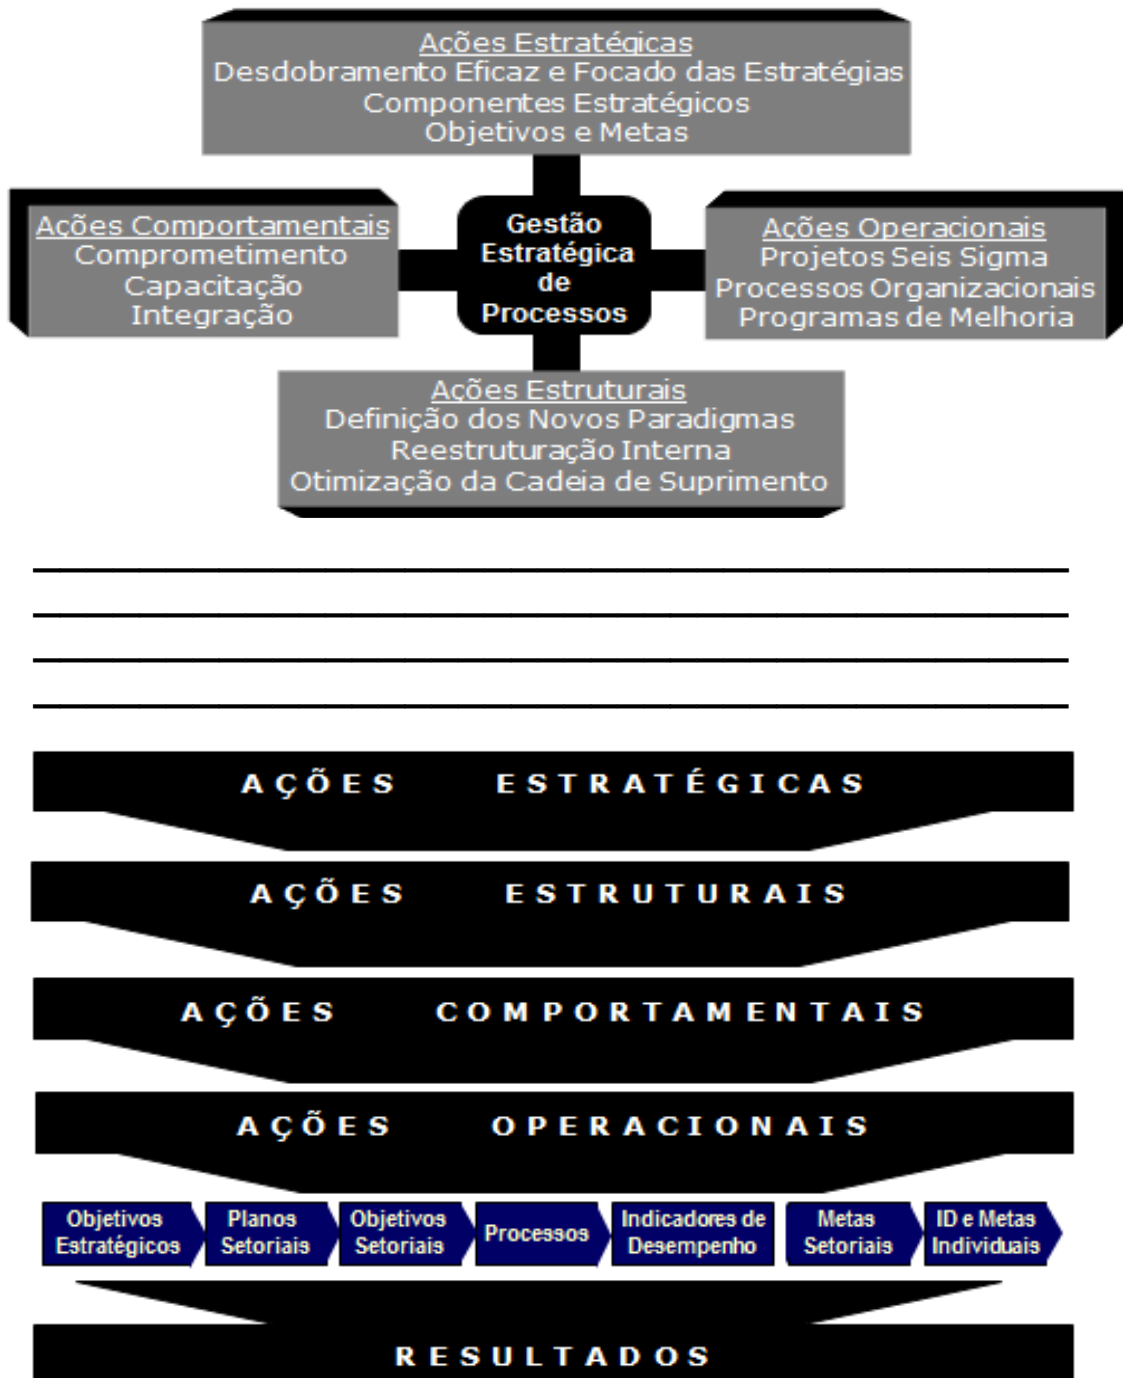 Ações Estratégicas
Desdobramento Eficaz e Focado das Estratégias
Componentes Estratégicos
Objetivos e Metas
Ações Comportamentais
Comprometimento
Capacitação
Integração
Gestão
Estratégica
de
Processos
Ações Operacionais
Projetos Seis Sigma
Processos Organizacionais
Programas de Melhoria
Ações Estruturais
Definição dos Novos Paradigmas
Reestruturação Interna
Otimização da Cadeia de Suprimento
AÇÕES ESTRATÉGICAS
AÇÕES ESTRUTURAIS
AÇÕES COMPORTAMENTAIS
AÇÕES OPERACIONAIS
Objetivos
Estratégicos
Planos
Setoriais
Objetivos
Setoriais
Processos
Indicadores de
Desempenho
Metas
Setoriais
ID e Metas
Individuais
RESULTADOS